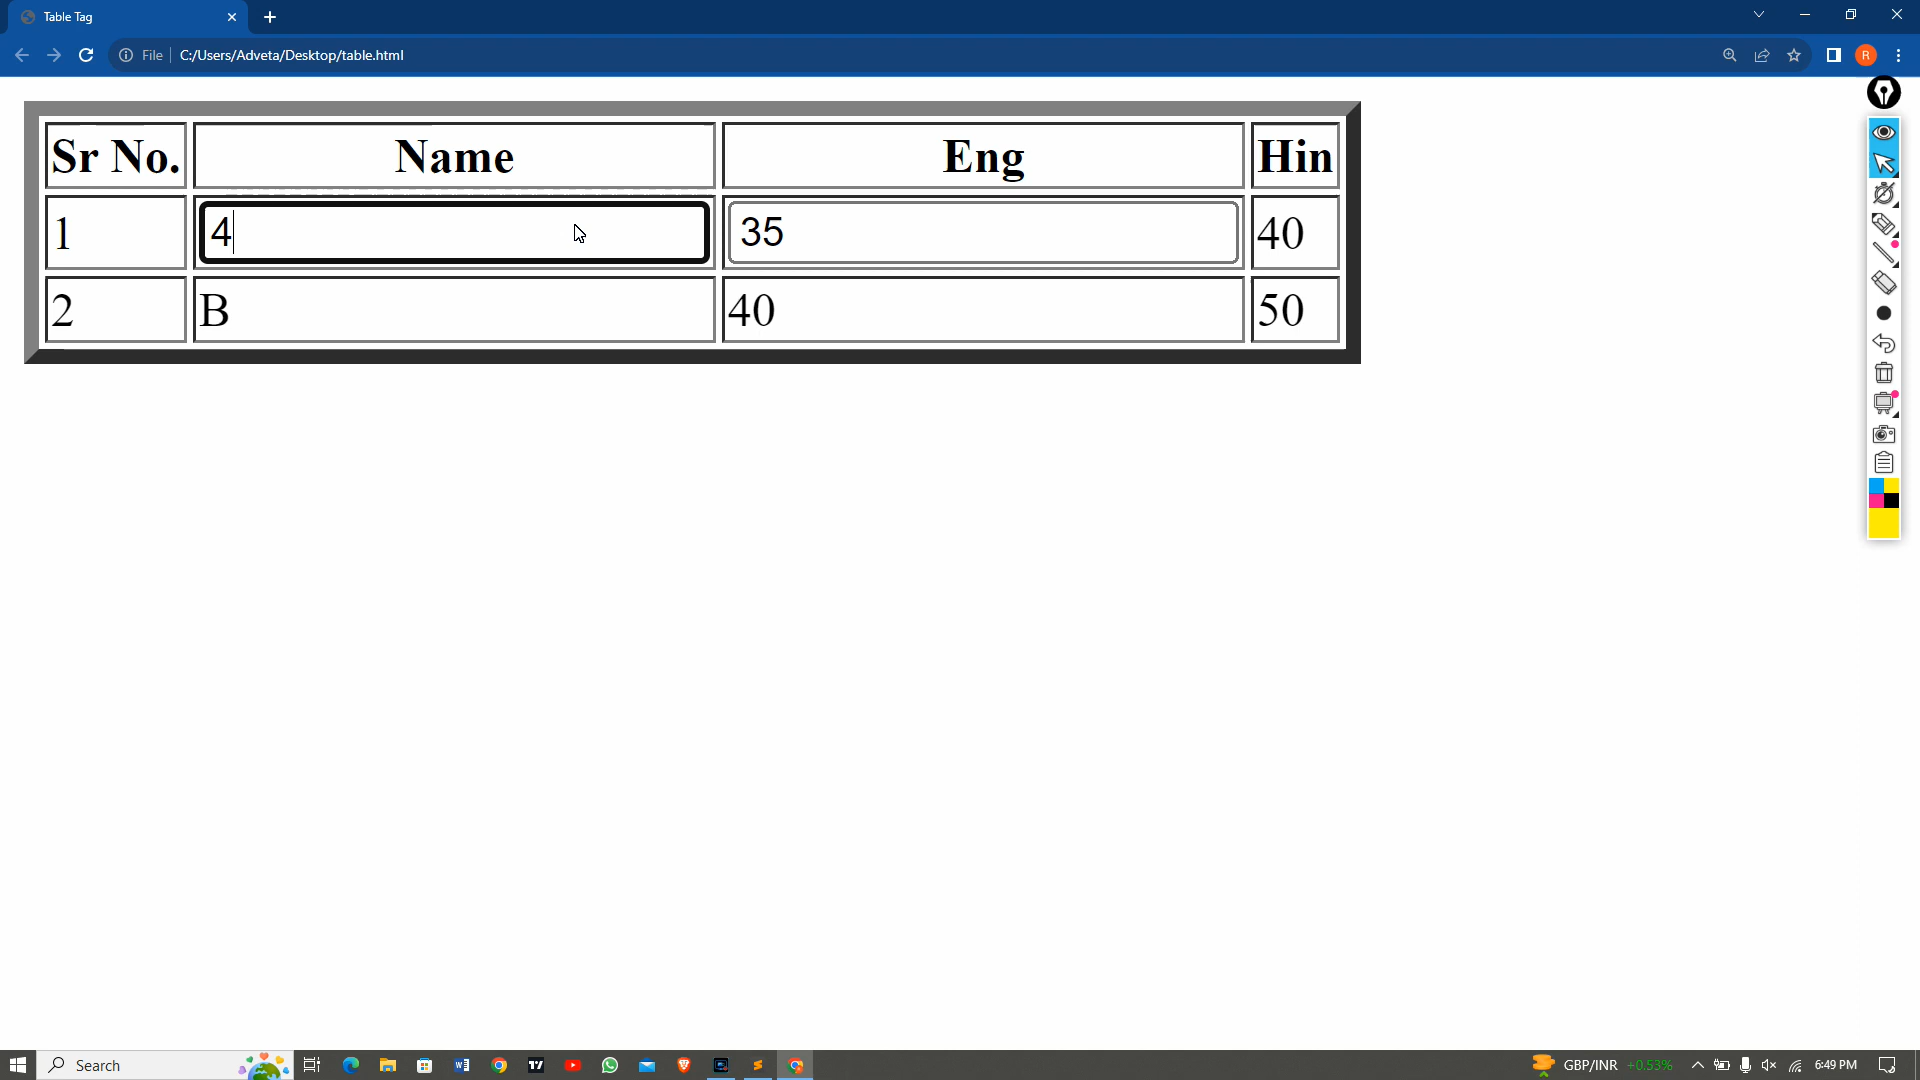 Table Tag
File C:/Users/Adveta/Desktop/table.html
R
Sr No. Name Eng Hin
1 4 35 40
2 B 40 50
Search
GBP/INR +0.53%
6:49 PM